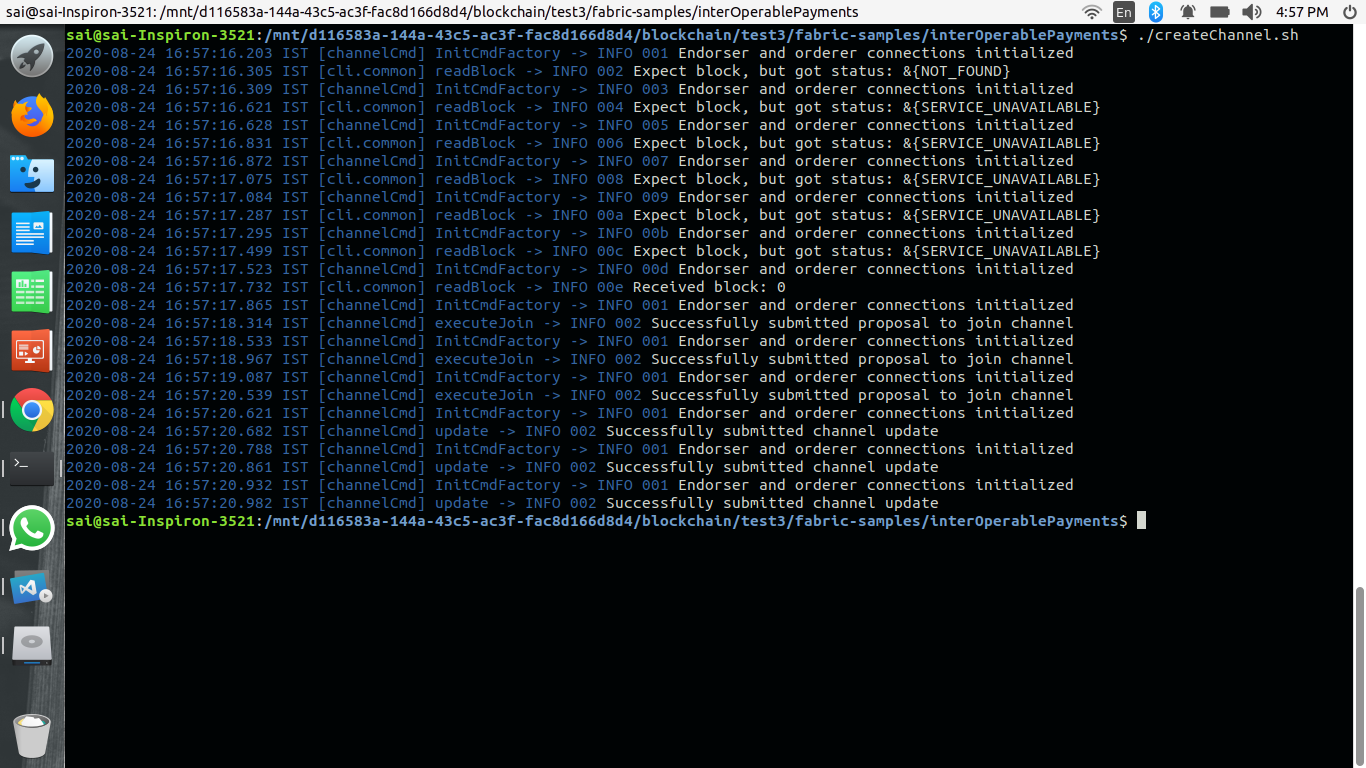 sai@sai-Inspiron-3521: /mnt/d116583a-144a-43c5-ac3f-fac8d166d8d4/blockchain/test3/fabric-samples/interOperablePayments En 4:57 PM
sai@sai-Inspiron-3521:/mnt/d116583a-144a-43c5-ac3f-fac8d166d8d4/blockchain/test3/fabric-samples/interOperablePayments$ ./createChannel.sh
2020-08-24 16:57:16.203 IST [channelCmd] InitCmdFactory -> INFO 001 Endorser and orderer connections initialized
2020-08-24 16:57:16.305 IST [cli.common] readBlock -> INFO 002 Expect block, but got status: &{NOT_FOUND}
2020-08-24 16:57:16.309 IST [channelCmd] InitCmdFactory -> INFO 003 Endorser and orderer connections initialized
2020-08-24 16:57:16.621 IST [cli.common] readBlock -> INFO 004 Expect block, but got status: &{SERVICE_UNAVAILABLE}
2020-08-24 16:57:16.628 IST [channelCmd] InitCmdFactory -> INFO 005 Endorser and orderer connections initialized
2020-08-24 16:57:16.831 IST [cli.common] readBlock -> INFO 006 Expect block, but got status: &{SERVICE_UNAVAILABLE}
2020-08-24 16:57:16.872 IST [channelCmd] InitCmdFactory -> INFO 007 Endorser and orderer connections initialized
2020-08-24 16:57:17.075 IST [cli.common] readBlock -> INFO 008 Expect block, but got status: &{SERVICE_UNAVAILABLE}
2020-08-24 16:57:17.084 IST [channelCmd] InitCmdFactory -> INFO 009 Endorser and orderer connections initialized
2020-08-24 16:57:17.287 IST [cli.common] readBlock -> INFO 00a Expect block, but got status: &{SERVICE_UNAVAILABLE}
2020-08-24 16:57:17.295 IST [channelCmd] InitCmdFactory -> INFO 00b Endorser and orderer connections initialized
2020-08-24 16:57:17.499 IST [cli.common] readBlock -> INFO 00c Expect block, but got status: &{SERVICE_UNAVAILABLE}
2020-08-24 16:57:17.523 IST [channelCmd] InitCmdFactory -> INFO 00d Endorser and orderer connections initialized
2020-08-24 16:57:17.732 IST [cli.common] readBlock -> INFO 00e Received block: 0
2020-08-24 16:57:17.865 IST [channelCmd] InitCmdFactory -> INFO 001 Endorser and orderer connections initialized
2020-08-24 16:57:18.314 IST [channelCmd] executeJoin -> INFO 002 Successfully submitted proposal to join channel
2020-08-24 16:57:18.533 IST [channelCmd] InitCmdFactory -> INFO 001 Endorser and orderer connections initialized
2020-08-24 16:57:18.967 IST [channelCmd] executeJoin -> INFO 002 Successfully submitted proposal to join channel
2020-08-24 16:57:19.087 IST [channelCmd] InitCmdFactory -> INFO 001 Endorser and orderer connections initialized
2020-08-24 16:57:20.539 IST [channelCmd] executeJoin -> INFO 002 Successfully submitted proposal to join channel
2020-08-24 16:57:20.621 IST [channelCmd] InitCmdFactory -> INFO 001 Endorser and orderer connections initialized
2020-08-24 16:57:20.682 IST [channelCmd] update -> INFO 002 Successfully submitted channel update
2020-08-24 16:57:20.788 IST [channelCmd] InitCmdFactory -> INFO 001 Endorser and orderer connections initialized
2020-08-24 16:57:20.861 IST [channelCmd] update -> INFO 002 Successfully submitted channel update
2020-08-24 16:57:20.932 IST [channelCmd] InitCmdFactory -> INFO 001 Endorser and orderer connections initialized
2020-08-24 16:57:20.982 IST [channelCmd] update -> INFO 002 Successfully submitted channel update
sai@sai-Inspiron-3521:/mnt/d116583a-144a-43c5-ac3f-fac8d166d8d4/blockchain/test3/fabric-samples/interOperablePayments$